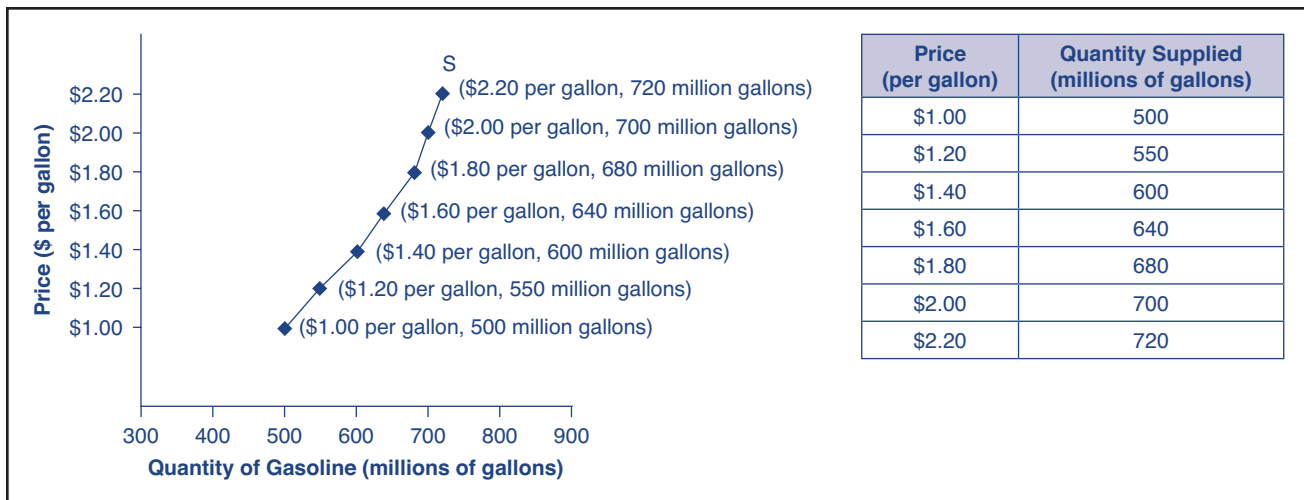 S
$2.20
($2.20 per gallon, 720 million gallons)
$2.00
($2.00 per gallon, 700 million gallons)
$1.80
($1.80 per gallon, 680 million gallons)
$1.60
($1.60 per gallon, 640 million gallons)
$1.40
($1.40 per gallon, 600 million gallons)
$1.20
($1.20 per gallon, 550 million gallons)
$1.00
($1.00 per gallon, 500 million gallons)
Price ($ per gallon)
300 400 500 600 700 800 900
Quantity of Gasoline (millions of gallons)
Price Quantity Supplied
(per gallon) (millions of gallons)
$1.00 500
$1.20 550
$1.40 600
$1.60 640
$1.80 680
$2.00 700
$2.20 720